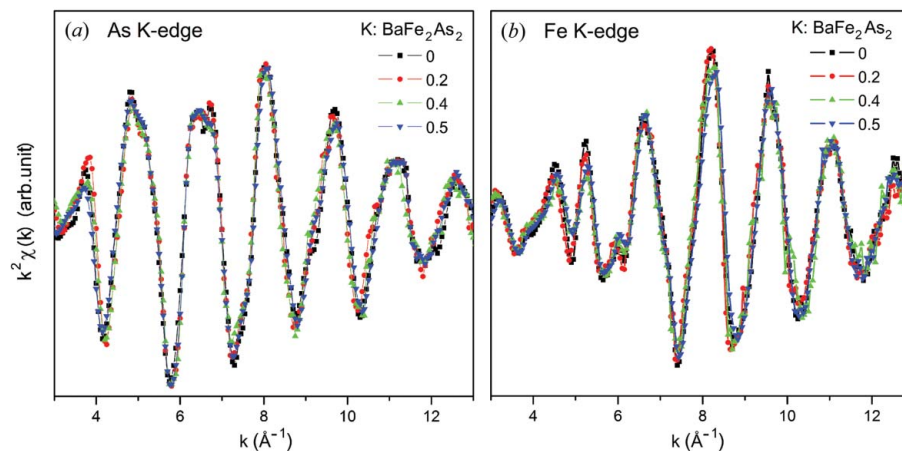 (a) As K-edge
K: BaFe₂As₂
0
0.2
0.4
0.5
k²χ(k) (arb.unit)
4 6 8 10 12
k (Å⁻¹)
(b) Fe K-edge
K: BaFe₂As₂
0
0.2
0.4
0.5
4 6 8 10 12
k (Å⁻¹)